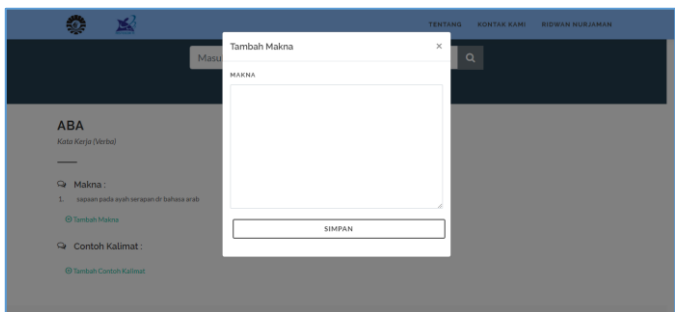 TENTANG KONTAK KAMI RIDWAN NURJAMAN
Tambah Makna ×
Masu
MAKNA
ABA
Kata Kerja (Verba)
Makna :
1. sapaan pada ayah serapan dr bahasa arab
Tambah Makna
SIMPAN
Contoh Kalimat :
Tambah Contoh Kalimat